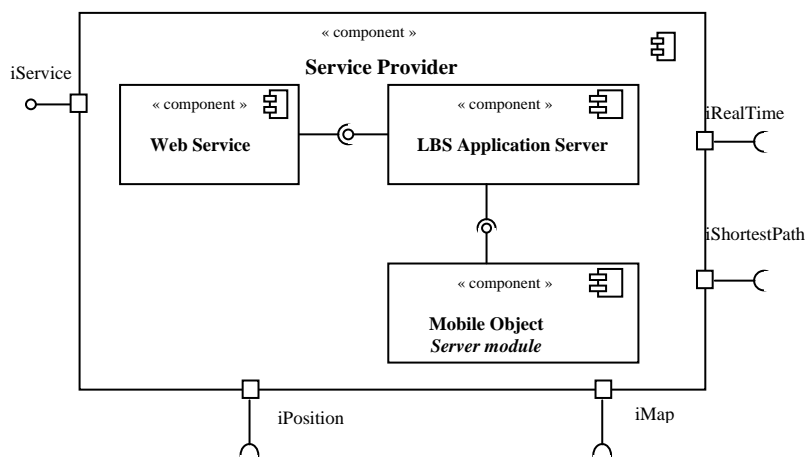 « component »
Service Provider
iService
« component »
Web Service
« component »
LBS Application Server
iRealTime
iShortestPath
« component »
Mobile Object
Server module
iPosition
iMap